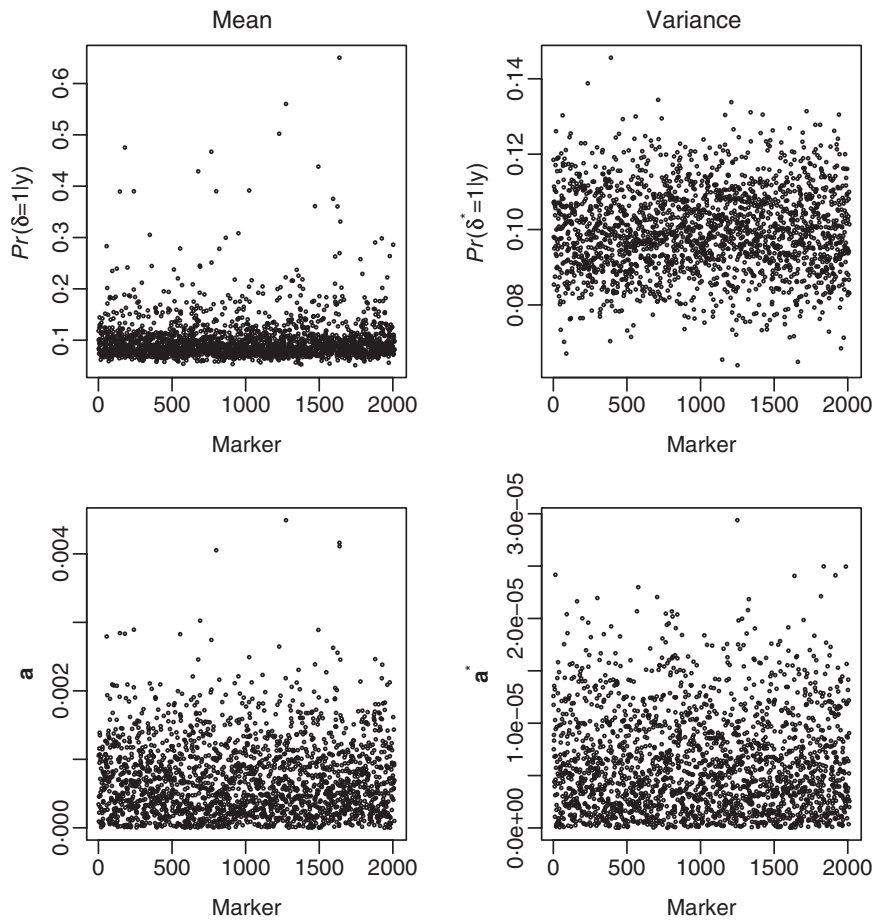 Mean
Variance
0·1
0·2
0·3
0·4
0·5
0·6
Pr(δ=1|y)
0
500
1000
1500
2000
Marker
0·08
0·10
0·12
0·14
Pr(δ*=1|y)
0
500
1000
1500
2000
Marker
0·000
0·002
0·004
a
0
500
1000
1500
2000
Marker
0·0e+00
1·0e-05
2·0e-05
3·0e-05
a*
0
500
1000
1500
2000
Marker